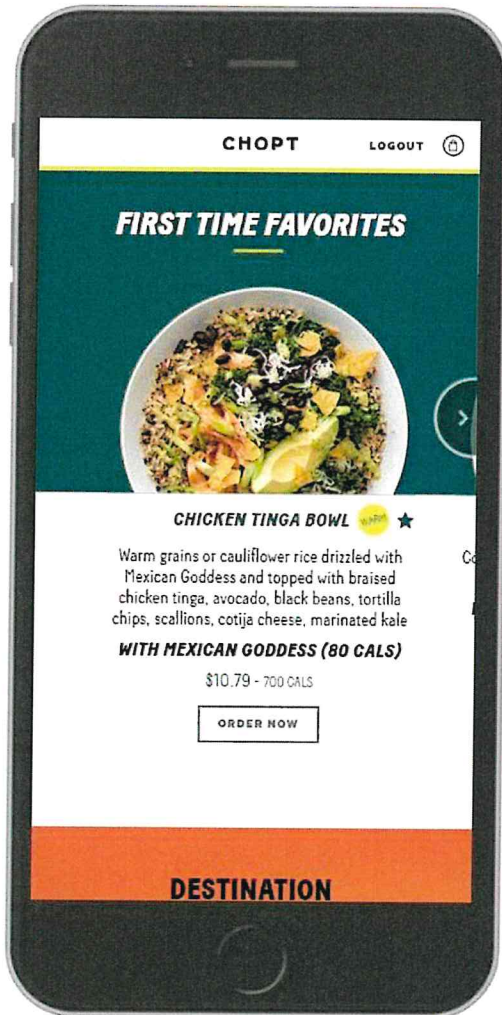 CHOPT
LOGOUT
FIRST TIME FAVORITES
CHICKEN TINGA BOWL WARM
Warm grains or cauliflower rice drizzled with
Mexican Goddess and topped with braised
chicken tinga, avocado, black beans, tortilla
chips, scallions, cotija cheese, marinated kale
WITH MEXICAN GODDESS (80 CALS)
$10.79 - 700 CALS
ORDER NOW
DESTINATION